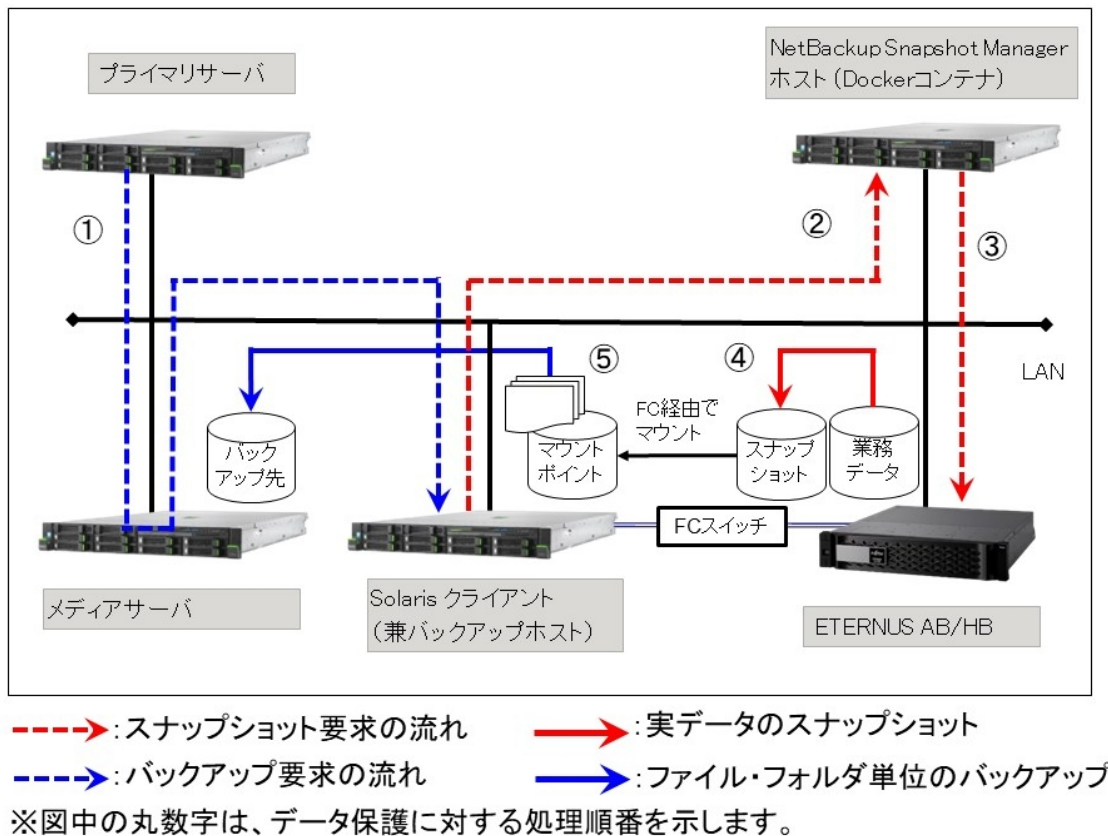 プライマリサーバ
NetBackup Snapshot Manager
ホスト（Dockerコンテナ）
①
②
③
⑤
④
LAN
FC経由で
マウント
バック
アップ先
マウント
ポイント
スナップ
ショット
業務
データ
FCスイッチ
メディアサーバ
Solaris クライアント
（兼バックアップホスト）
ETERNUS AB/HB
：スナップショット要求の流れ
：実データのスナップショット
：バックアップ要求の流れ
：ファイル・フォルダ単位のバックアップ
※図中の丸数字は、データ保護に対する処理順番を示します。